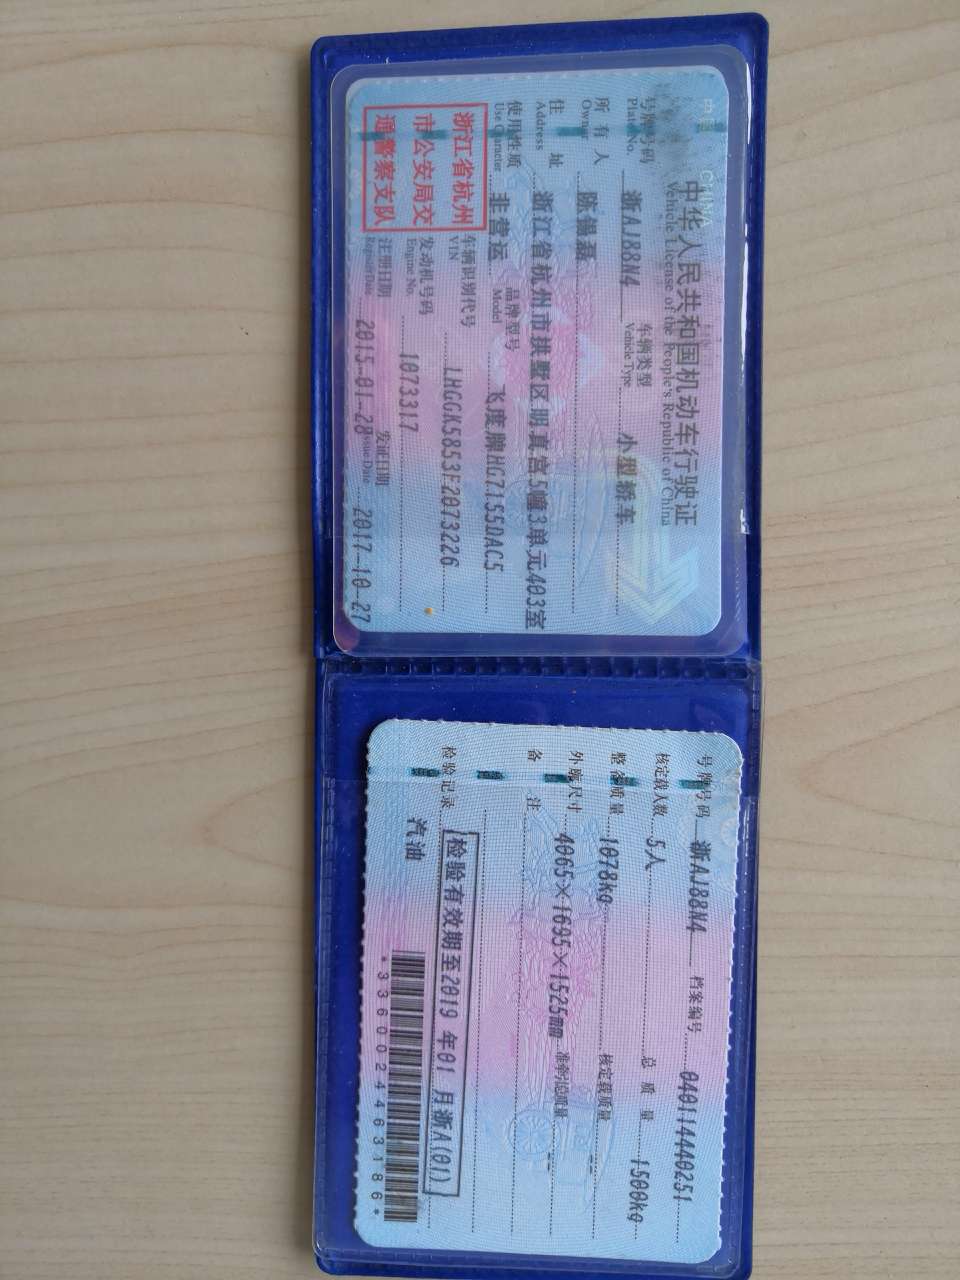 中华人民共和国机动车行驶证
Vehicle License of the People's Republic of China
号牌号码 浙AJ88N4 车辆类型 小型轿车
Plate No. Vehicle Type
所有人
Owner
住址 浙江省杭州市拱墅区明真宫5幢3单元403室
Address
使用性质 非营运 品牌型号 飞度牌HG7155DAC5
Use Character Model
浙江省杭州
市公安局交
通警察支队
车辆识别代号 LHGGK5853F2073226
VIN
发动机号码 1073317
Engine No.
注册日期 2015-01-28 发证日期 2017-10-27
Register Date Issue Date
号牌号码 浙AJ88N4 档案编号 040114440251
核定载人数 5人 总质量 1500kg
整备质量 1078kg 核定载质量 --
外廓尺寸 4065×1695×1525mm 准牵引总质量 --
备注
检验有效期至2019年01月浙A(01)
检验记录
汽油
*3360024463186*